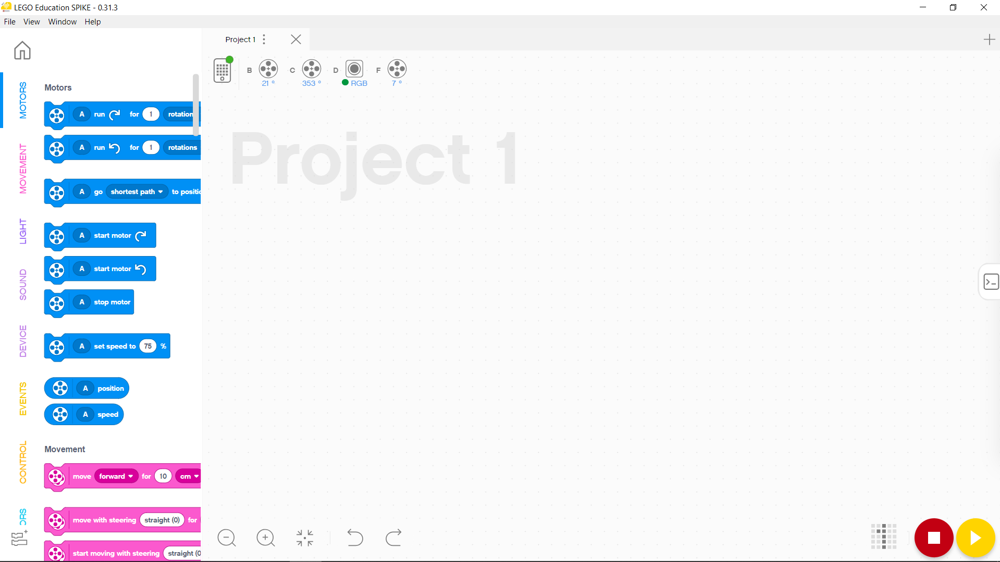 LEGO Education SPIKE - 0.31.3
File View Window Help
Project 1
B 21 °
C 353 °
D RGB
F 7 °
Project 1
MOTORS
MOVEMENT
LIGHT
SOUND
DEVICE
EVENTS
CONTROL
ORS
Motors
A run for 1 rotation
A run for 1 rotations
A go shortest path to positio
A start motor
A start motor
A stop motor
A set speed to 75 %
A position
A speed
Movement
move forward for 10 cm
move with steering straight (0) for
start moving with steering straight (0